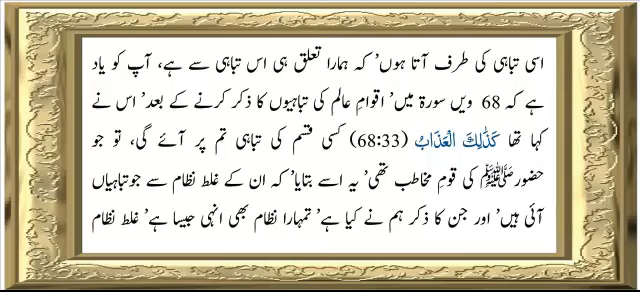 اسی تباہی کی طرف آتا ہوں' کہ ہمارا تعلق ہی اس تباہی سے ہے، آپ کو یاد
ہے کہ 68 ویں سورۃ میں' اقوامِ عالم کی تباہیوں کا ذکر کرنے کے بعد' اس نے
کہا تھا كَذٰلِكَ الْعَذَابُ (68:33) کسی قسم کی تباہی تم پر آئے گی، تو جو
حضورﷺ کی قوم مخاطب تھی' یہ اسے بتایا' کہ ان کے غلط نظام سے جو تباہیاں
آئی ہیں' اور جن کا ذکر ہم نے کیا ہے' تمہارا نظام بھی انہی جیسا ہے' غلط نظام